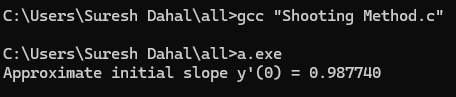 C:\Users\Suresh Dahal\all>gcc "Shooting Method.c"
C:\Users\Suresh Dahal\all>a.exe
Approximate initial slope y'(0) = 0.987740